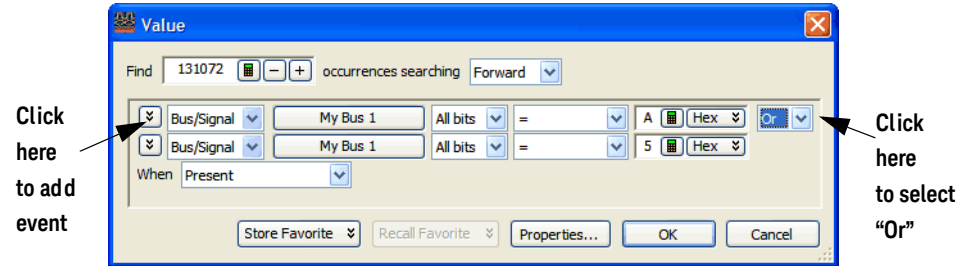 Value
Find 131072 − + occurrences searching Forward
Bus/Signal My Bus 1 All bits = A Hex Or
Bus/Signal My Bus 1 All bits = 5 Hex
When Present
Store Favorite Recall Favorite Properties... OK Cancel
Click
here
to add
event
Click
here
to select
“Or”